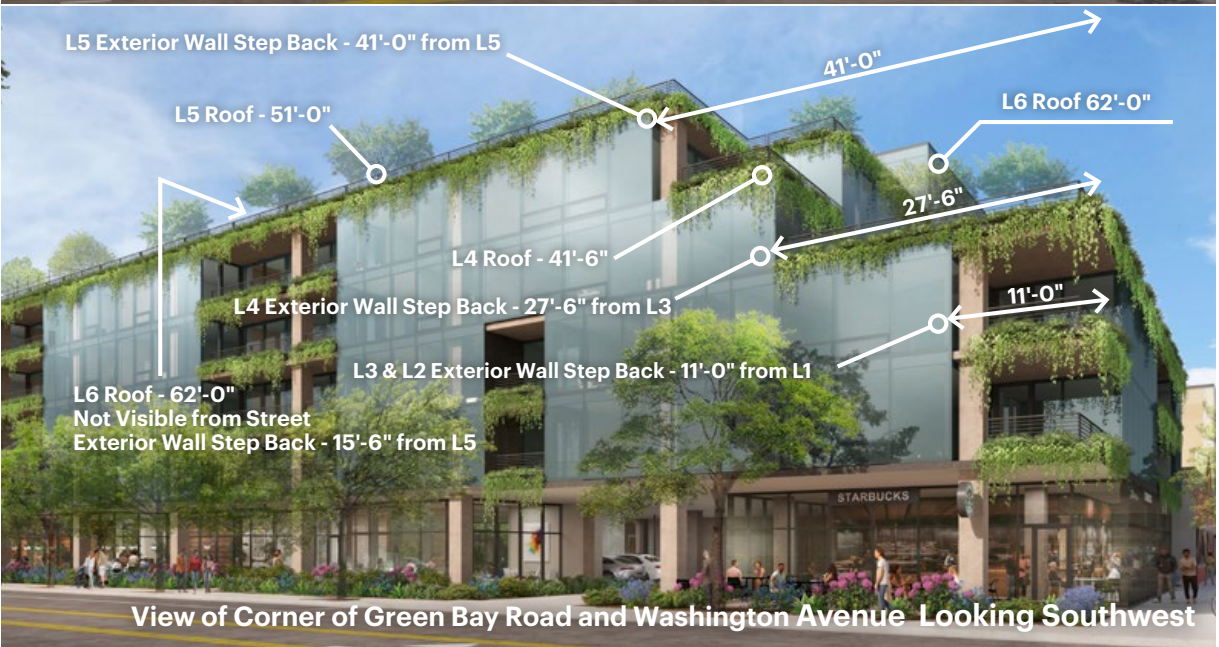 L5 Exterior Wall Step Back - 41'-0" from L5
41'-0"
L5 Roof - 51'-0"
L6 Roof 62'-0"
27'-6"
L4 Roof - 41'-6"
L4 Exterior Wall Step Back - 27'-6" from L3
11'-0"
L3 & L2 Exterior Wall Step Back - 11'-0" from L1
L6 Roof - 62'-0"
Not Visible from Street
Exterior Wall Step Back - 15'-6" from L5
STARBUCKS
View of Corner of Green Bay Road and Washington Avenue Looking Southwest